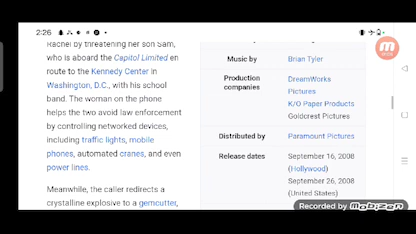 2:26
Rachel by threatening her son Sam,
who is aboard the Capitol Limited en
route to the Kennedy Center in
Washington, D.C., with his school
band. The woman on the phone
helps the two avoid law enforcement
by controlling networked devices,
including traffic lights, mobile
phones, automated cranes, and even
power lines.
Meanwhile, the caller redirects a
crystalline explosive to a gemcutter,
Music by Brian Tyler
Production companies DreamWorks
Pictures
K/O Paper Products
Goldcrest Pictures
Distributed by Paramount Pictures
Release dates September 16, 2008
(Hollywood)
September 26, 2008
(United States)
Recorded by Mobizen